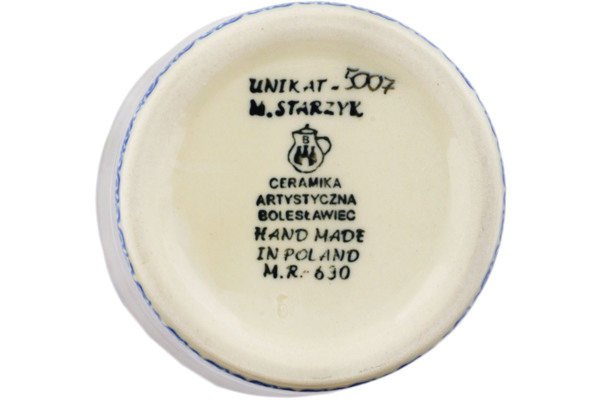 UNIKAT - 5007
M. STARZYK
B
CERAMIKA
ARTYSTYCZNA
BOLESŁAWIEC
HAND MADE
IN POLAND
M.R. - 630